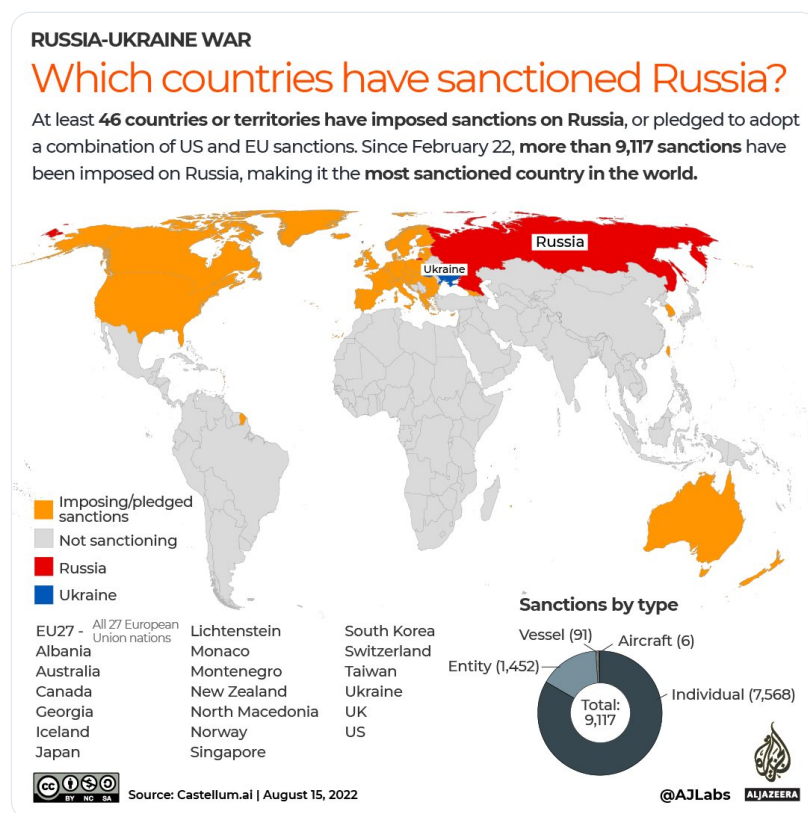 RUSSIA-UKRAINE WAR
Which countries have sanctioned Russia?
At least 46 countries or territories have imposed sanctions on Russia, or pledged to adopt
a combination of US and EU sanctions. Since February 22, more than 9,117 sanctions have
been imposed on Russia, making it the most sanctioned country in the world.
Russia
Ukraine
Imposing/pledged
sanctions
Not sanctioning
Russia
Ukraine
EU27 - All 27 European
Union nations
Albania
Australia
Canada
Georgia
Iceland
Japan
Lichtenstein
Monaco
Montenegro
New Zealand
North Macedonia
Norway
Singapore
South Korea
Switzerland
Taiwan
Ukraine
UK
US
Sanctions by type
Vessel (91)
Aircraft (6)
Entity (1,452)
Individual (7,568)
Total:
9,117
cc BY NC SA
Source: Castellum.ai | August 15, 2022
@AJLabs
ALJAZEERA